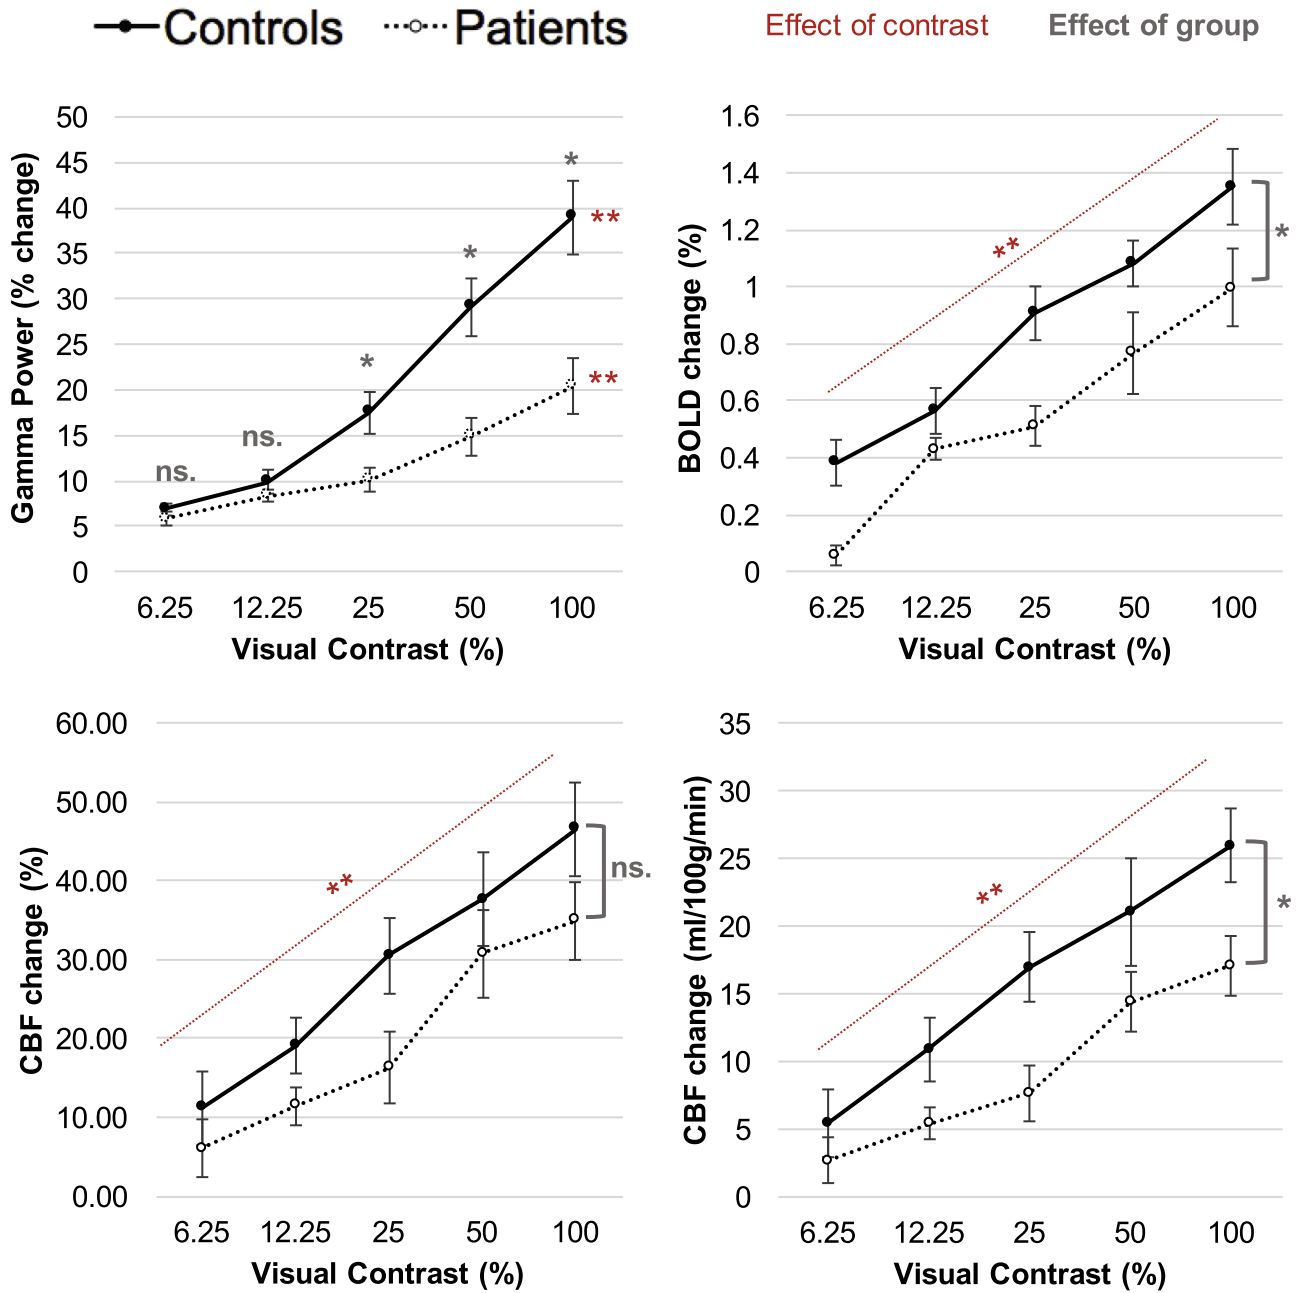 Controls Patients Effect of contrast Effect of group
50
45
40
35
30
25
20
15
10
5
0
Gamma Power (% change)
ns.
ns.
*
*
*
**
**
6.25 12.25 25 50 100
Visual Contrast (%)
1.6
1.4
1.2
1
0.8
0.6
0.4
0.2
0
BOLD change (%)
**
*
6.25 12.25 25 50 100
Visual Contrast (%)
60.00
50.00
40.00
30.00
20.00
10.00
0.00
CBF change (%)
**
ns.
6.25 12.25 25 50 100
Visual Contrast (%)
35
30
25
20
15
10
5
0
CBF change (ml/100g/min)
**
*
6.25 12.25 25 50 100
Visual Contrast (%)